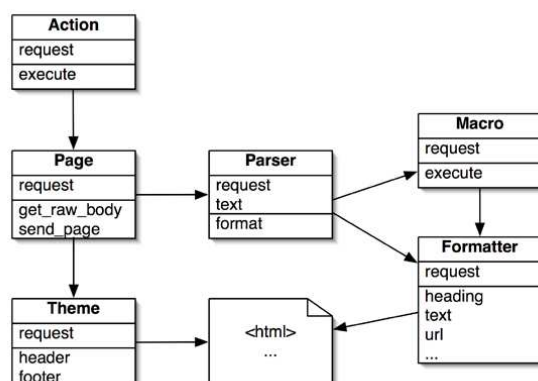 Action
request
execute
Page
request
get_raw_body
send_page
Parser
request
text
format
Macro
request
execute
Formatter
request
heading
text
url
...
Theme
request
header
footer
<html>
...